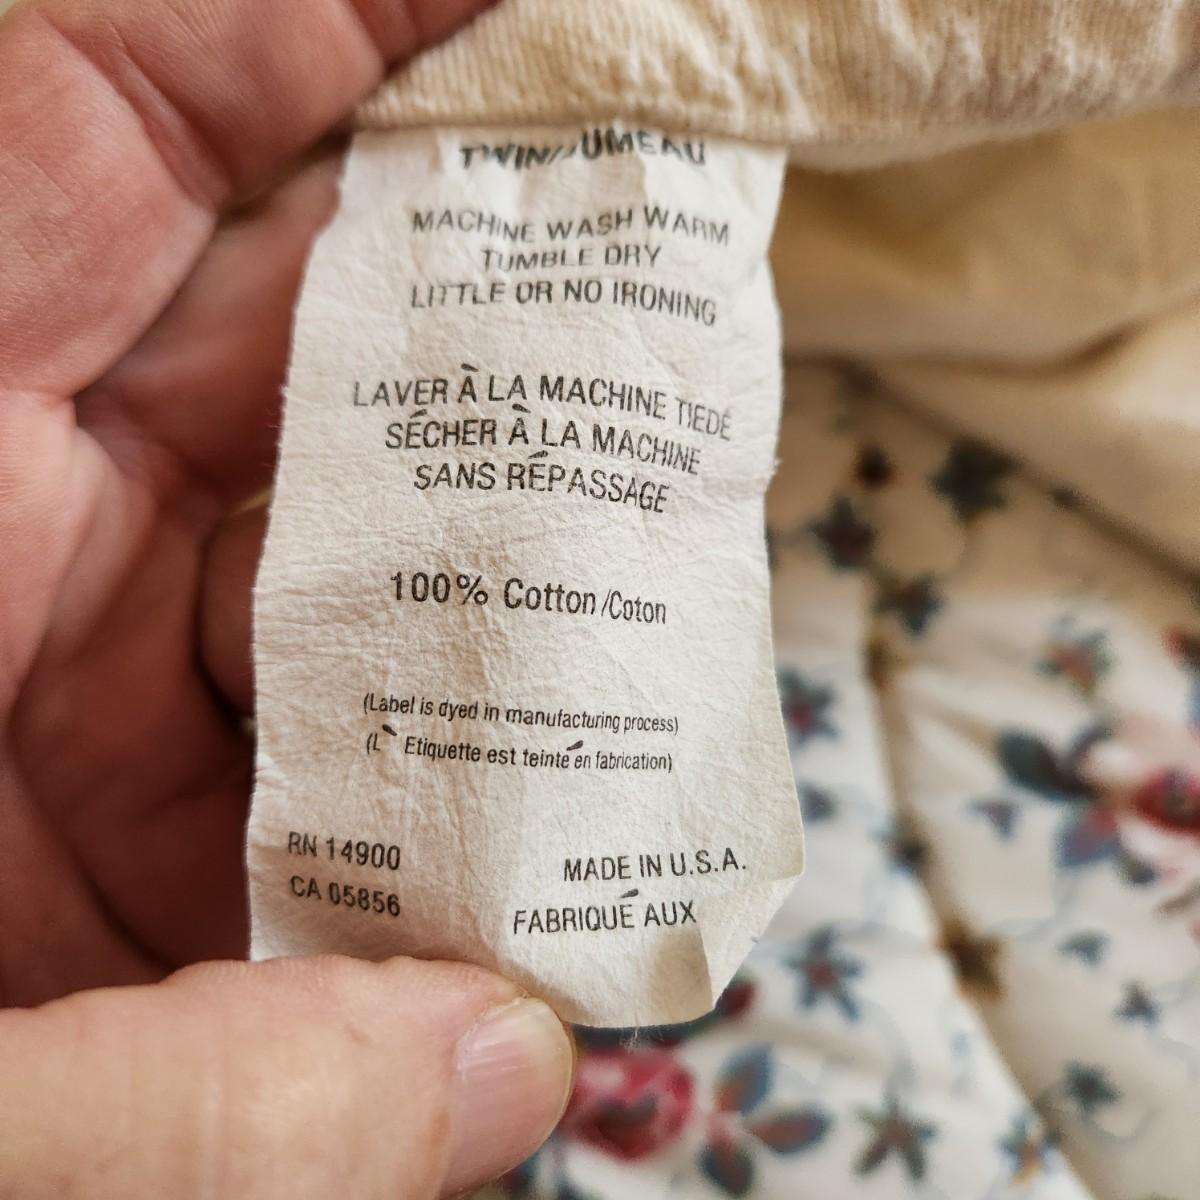 TWIN/JUMEAU
MACHINE WASH WARM
TUMBLE DRY
LITTLE OR NO IRONING
LAVER À LA MACHINE TIEDÉ
SÉCHER À LA MACHINE
SANS RÉPASSAGE
100% Cotton/Coton
(Label is dyed in manufacturing process)
(L` Etiquette est teinté en fabrication)
RN 14900
MADE IN U.S.A.
CA 05856
FABRIQUÉ AUX